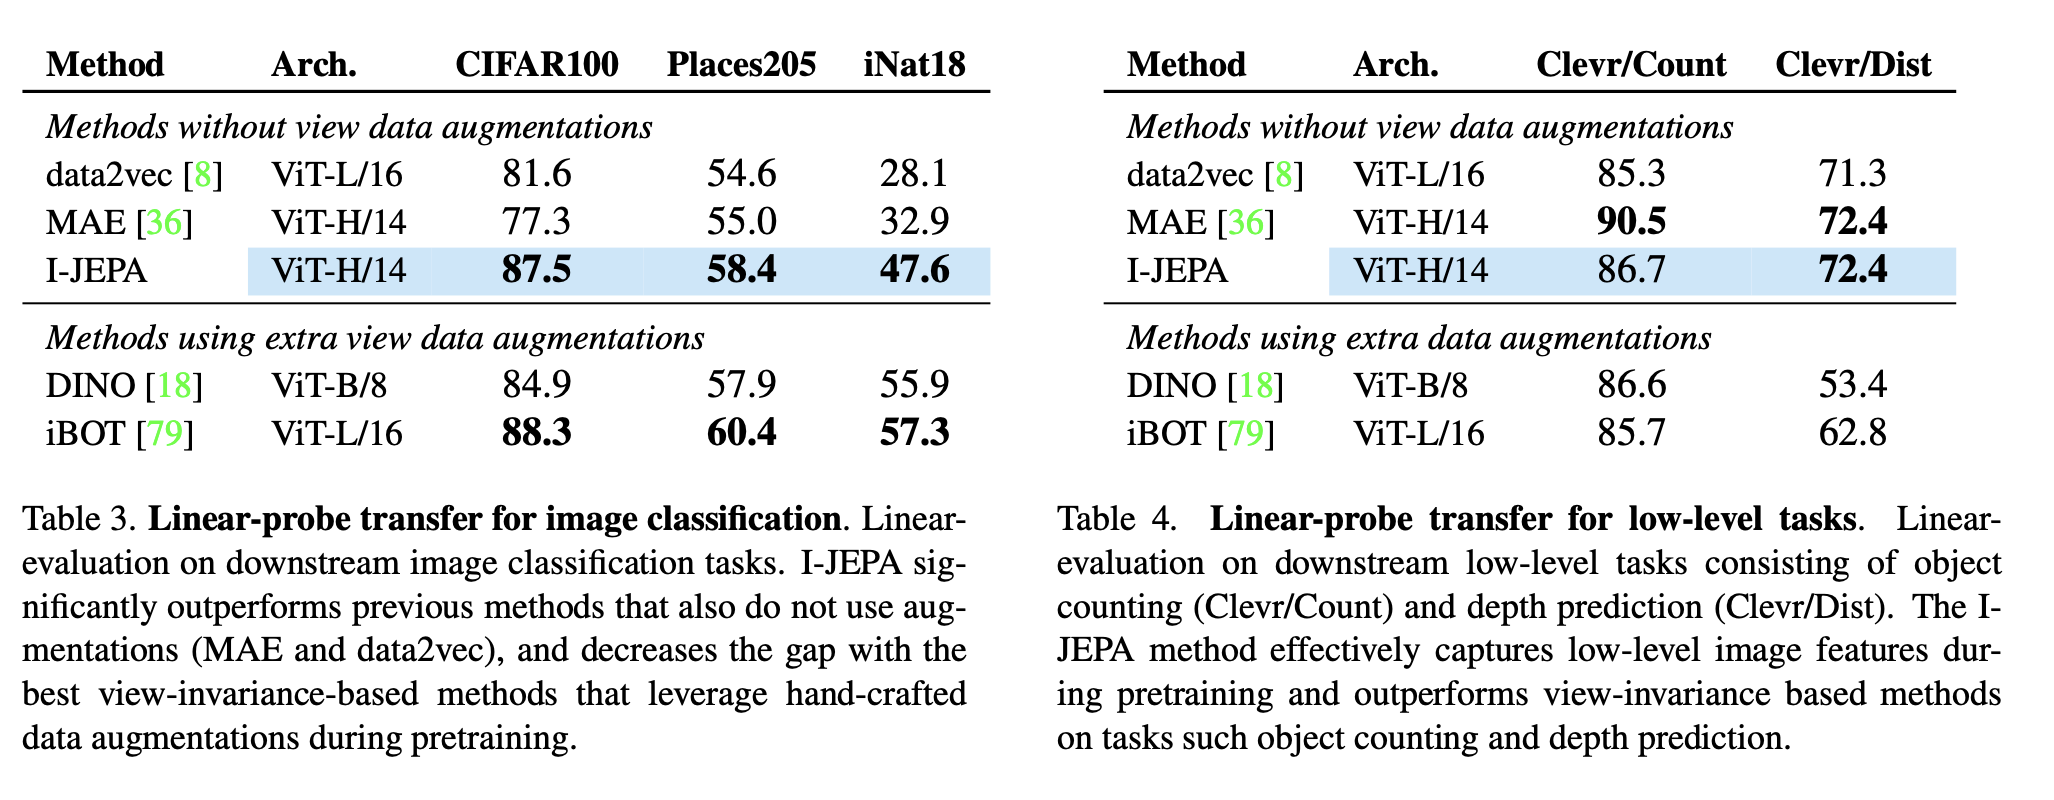 Method Arch. CIFAR100 Places205 iNat18
Methods without view data augmentations
data2vec [8] ViT-L/16 81.6 54.6 28.1
MAE [36] ViT-H/14 77.3 55.0 32.9
I-JEPA ViT-H/14 87.5 58.4 47.6
Methods using extra view data augmentations
DINO [18] ViT-B/8 84.9 57.9 55.9
iBOT [79] ViT-L/16 88.3 60.4 57.3
Table 3. Linear-probe transfer for image classification. Linear-
evaluation on downstream image classification tasks. I-JEPA sig-
nificantly outperforms previous methods that also do not use aug-
mentations (MAE and data2vec), and decreases the gap with the
best view-invariance-based methods that leverage hand-crafted
data augmentations during pretraining.
Method Arch. Clevr/Count Clevr/Dist
Methods without view data augmentations
data2vec [8] ViT-L/16 85.3 71.3
MAE [36] ViT-H/14 90.5 72.4
I-JEPA ViT-H/14 86.7 72.4
Methods using extra data augmentations
DINO [18] ViT-B/8 86.6 53.4
iBOT [79] ViT-L/16 85.7 62.8
Table 4. Linear-probe transfer for low-level tasks. Linear-
evaluation on downstream low-level tasks consisting of object
counting (Clevr/Count) and depth prediction (Clevr/Dist). The I-
JEPA method effectively captures low-level image features dur-
ing pretraining and outperforms view-invariance based methods
on tasks such object counting and depth prediction.